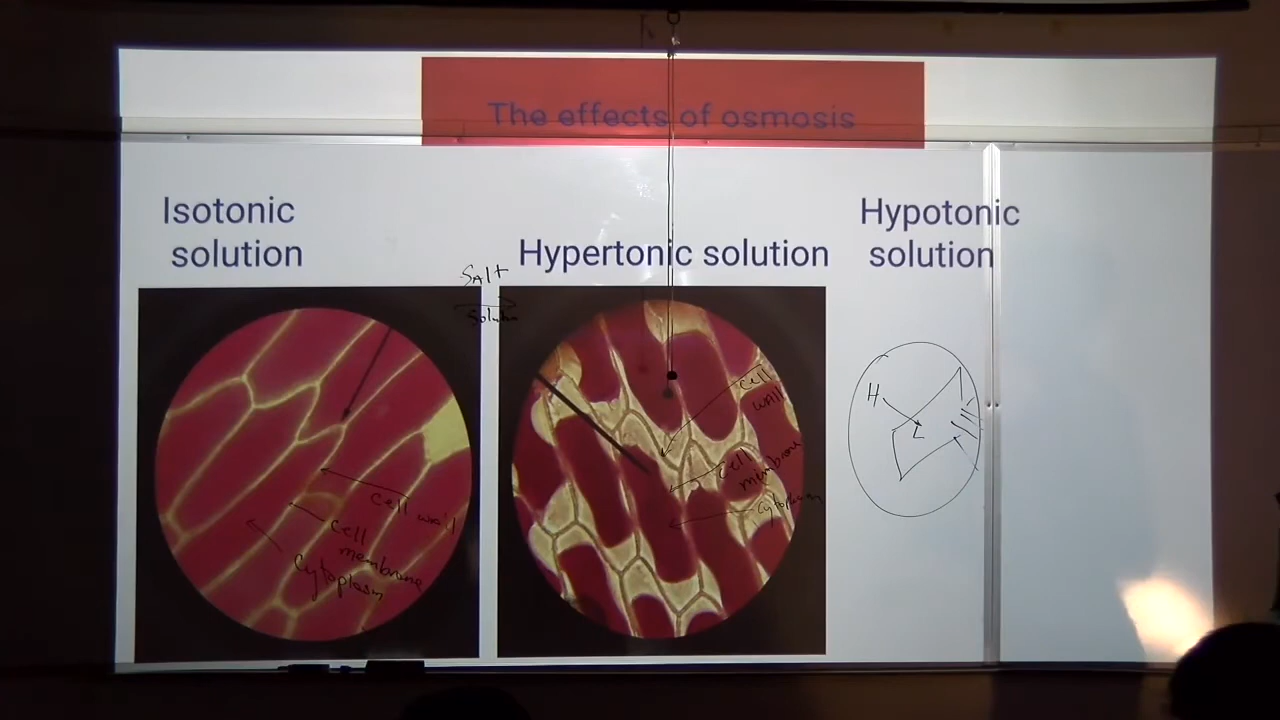 The effects of osmosis
Isotonic
solution
Hypertonic solution
Hypotonic
solution
SAlt
Solution
Cell wall
Cell
membrane
Cytoplasm
Cell
wall
Cell
membrane
Cytoplasm
H
L